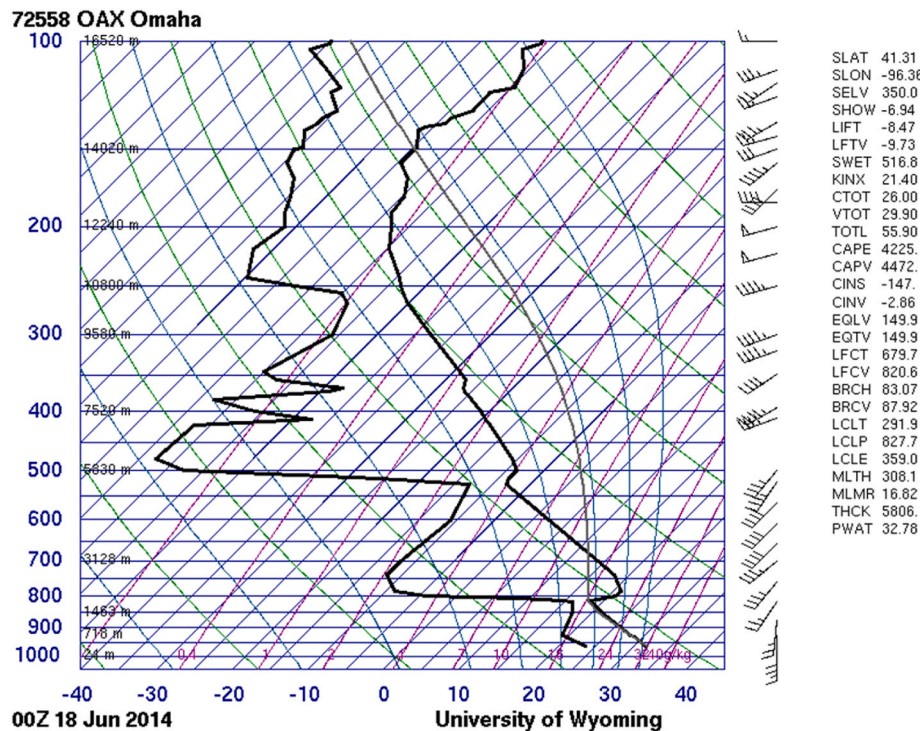 72558 OAX Omaha
100
16520 m
14020 m
200
12240 m
10800 m
300
9580 m
400
7520 m
500
5830 m
600
700
3128 m
800
1463 m
900
718 m
1000
24 m
0.4 1 2 4 7 10 16 24 32 40g/kg
-40 -30 -20 -10 0 10 20 30 40
00Z 18 Jun 2014
University of Wyoming
SLAT 41.31
SLON -96.36
SELV 350.0
SHOW -6.94
LIFT -8.47
LFTV -9.73
SWET 516.8
KINX 21.40
CTOT 26.00
VTOT 29.90
TOTL 55.90
CAPE 4225.
CAPV 4472.
CINS -147.
CINV -2.86
EQLV 149.9
EQTV 149.9
LFCT 679.7
LFCV 820.6
BRCH 83.07
BRCV 87.92
LCLT 291.9
LCLP 827.7
LCLE 359.0
MLTH 308.1
MLMR 16.82
THCK 5806.
PWAT 32.78